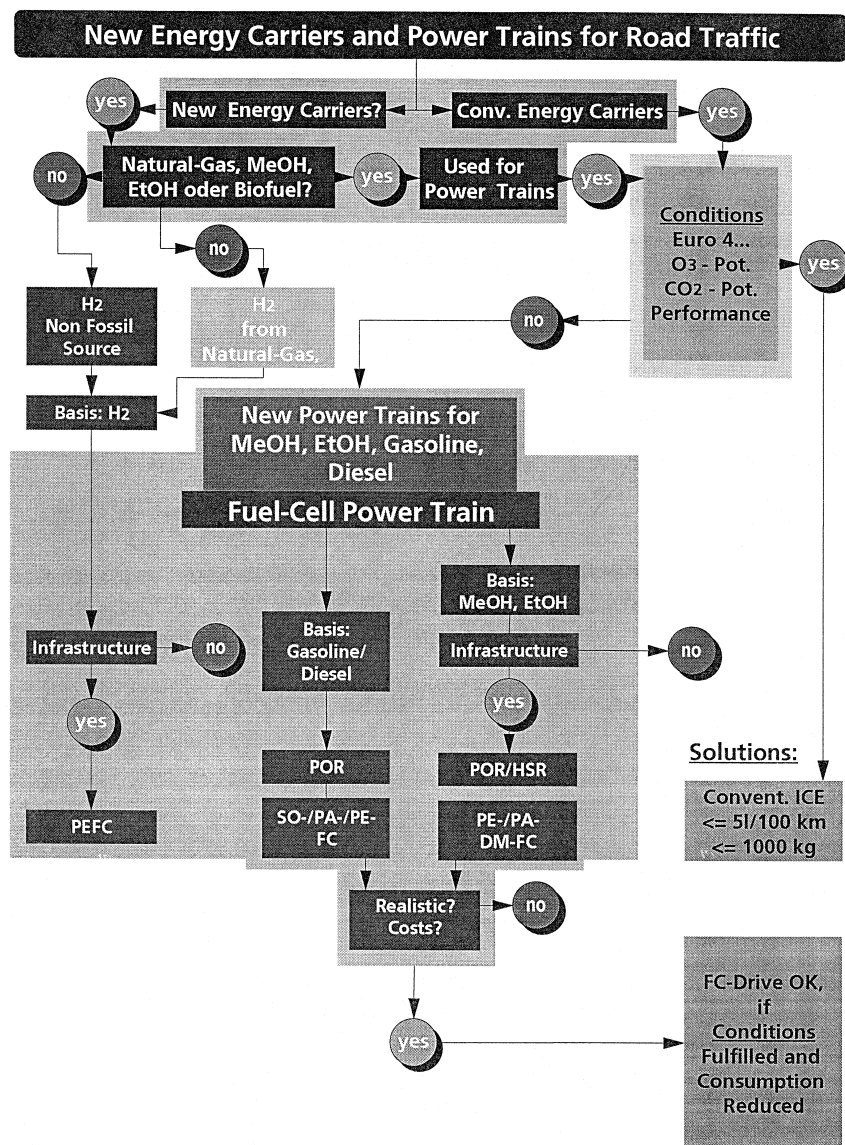 New Energy Carriers and Power Trains for Road Traffic
yes
New Energy Carriers?
Conv. Energy Carriers
yes
no
Natural-Gas, MeOH,
EtOH oder Biofuel?
yes
Used for
Power Trains
yes
Conditions
Euro 4...
O3 - Pot.
CO2 - Pot.
Performance
yes
no
H2
Non Fossil
Source
H2
from
Natural-Gas,
no
Basis: H2
New Power Trains for
MeOH, EtOH, Gasoline,
Diesel
Fuel-Cell Power Train
Basis:
MeOH, EtOH
Infrastructure
no
Basis:
Gasoline/
Diesel
Infrastructure
no
yes
yes
POR
POR/HSR
PEFC
SO-/PA-/PE-
FC
PE-/PA-
DM-FC
Solutions:
Convent. ICE
<= 5l/100 km
<= 1000 kg
Realistic?
Costs?
no
yes
FC-Drive OK,
if
Conditions
Fulfilled and
Consumption
Reduced